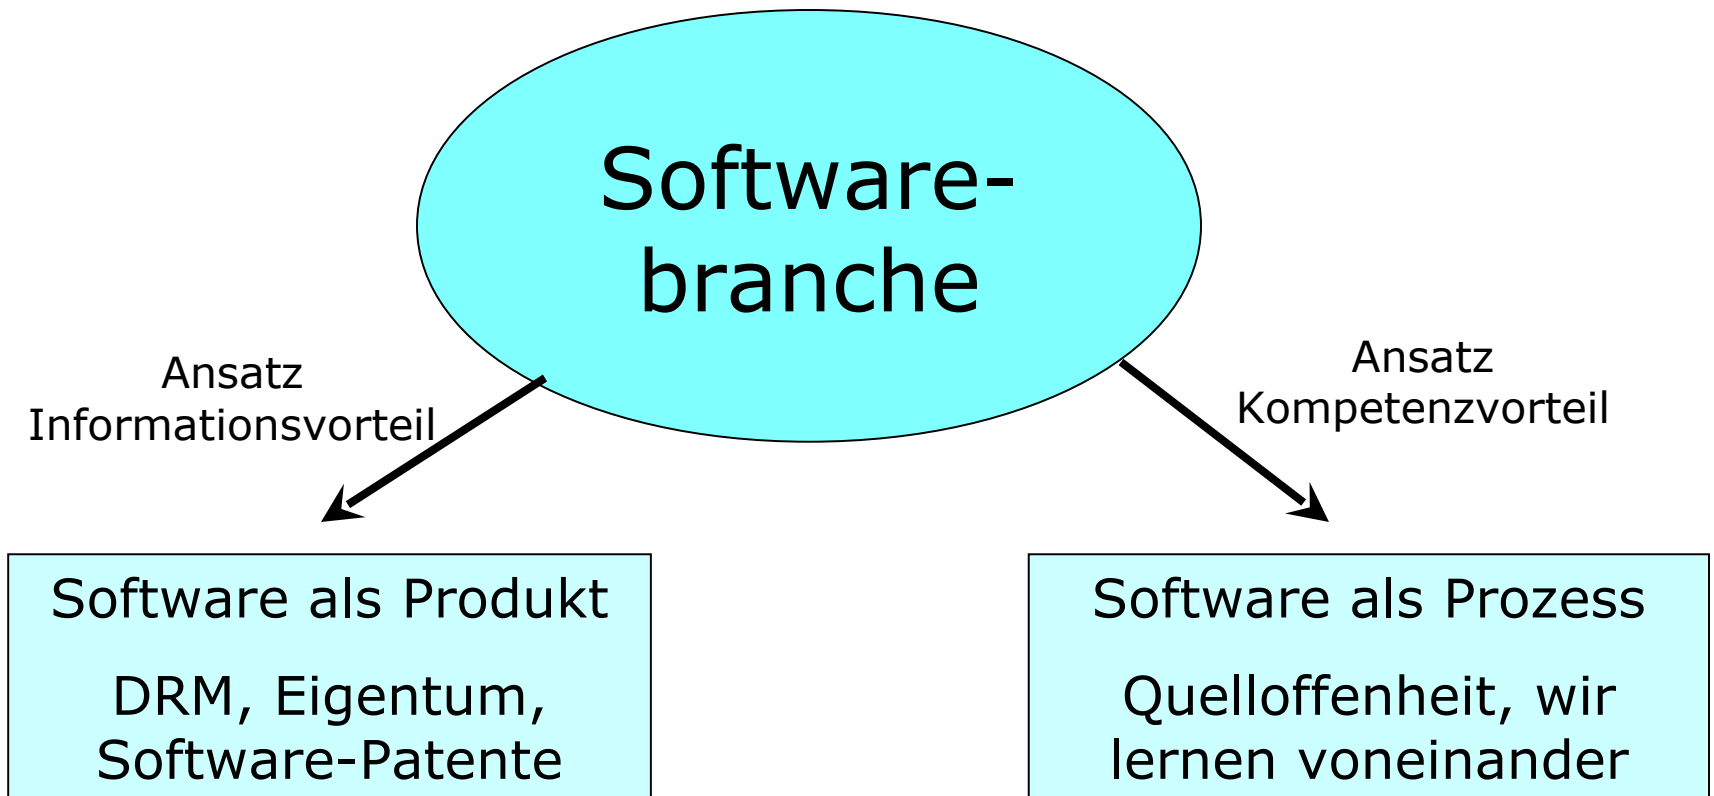 Software-
branche
Ansatz
Informationsvorteil
Ansatz
Kompetenzvorteil
Software als Produkt
DRM, Eigentum,
Software-Patente
Software als Prozess
Quelloffenheit, wir
lernen voneinander